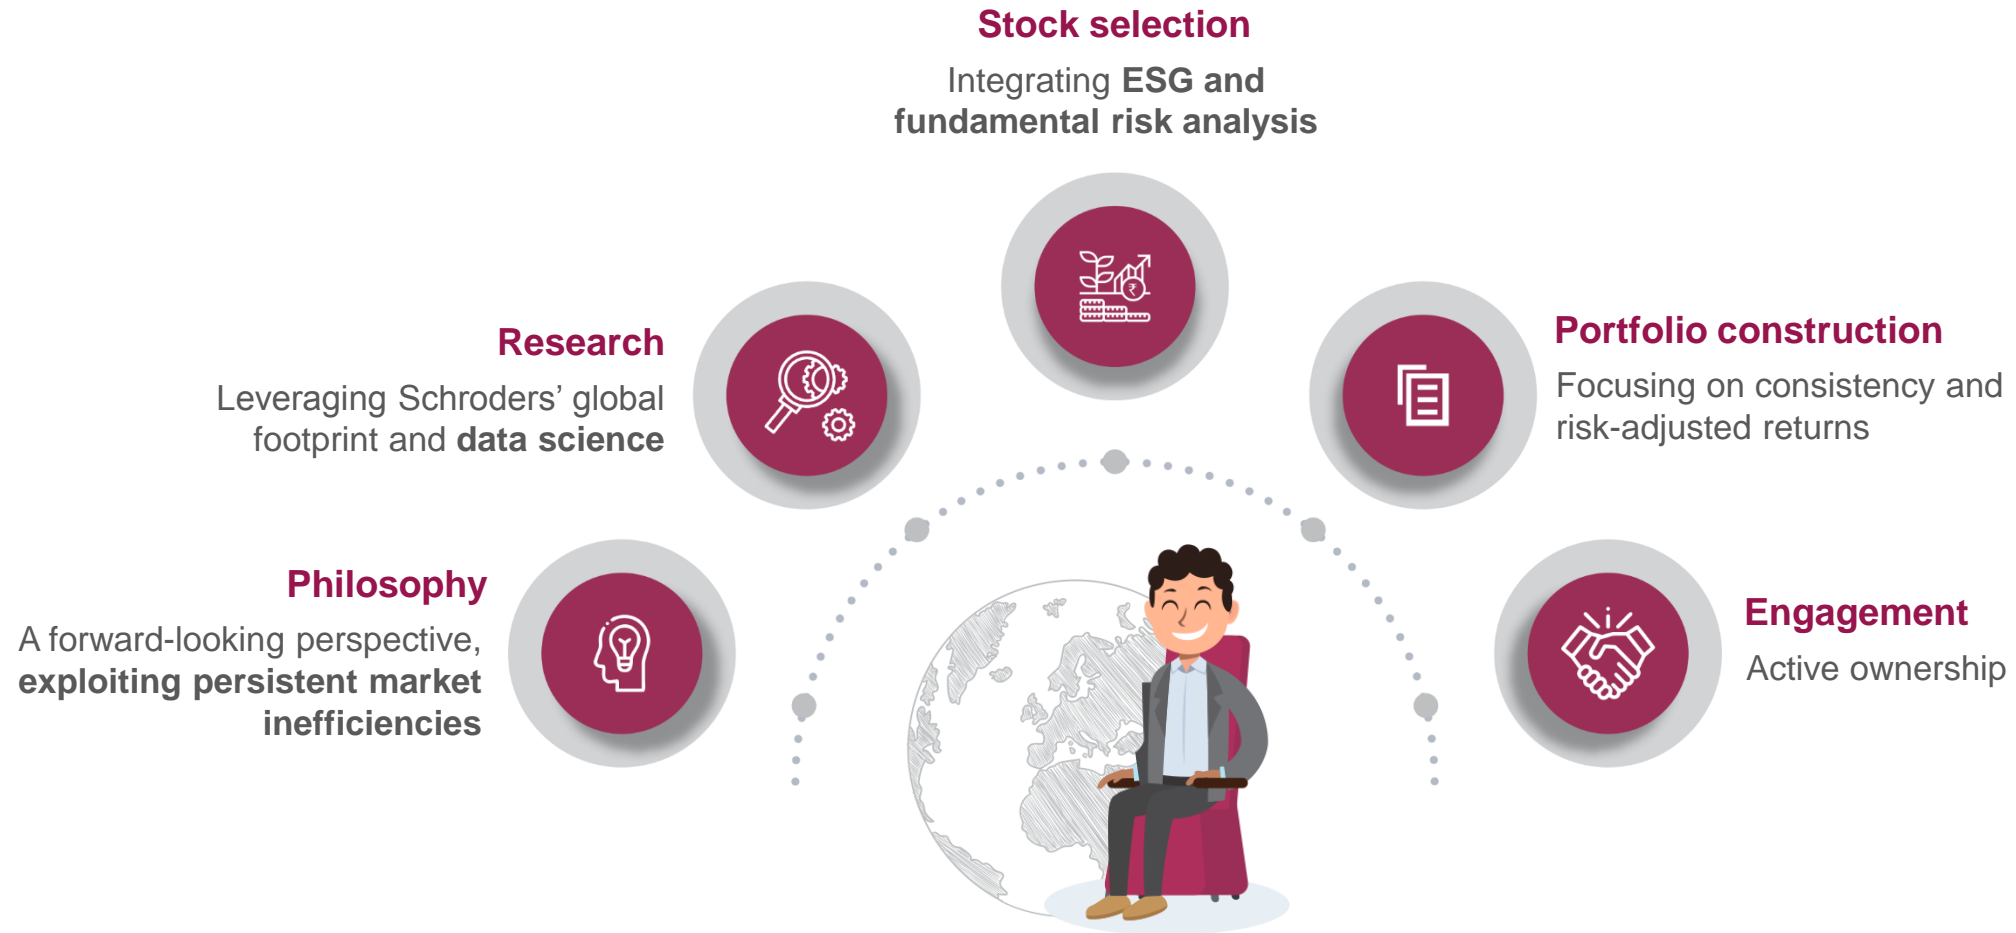 Stock selection
Integrating ESG and
fundamental risk analysis
Research
Leveraging Schroders’ global
footprint and data science
Portfolio construction
Focusing on consistency and
risk-adjusted returns
Philosophy
A forward-looking perspective,
exploiting persistent market
inefficiencies
Engagement
Active ownership
₹